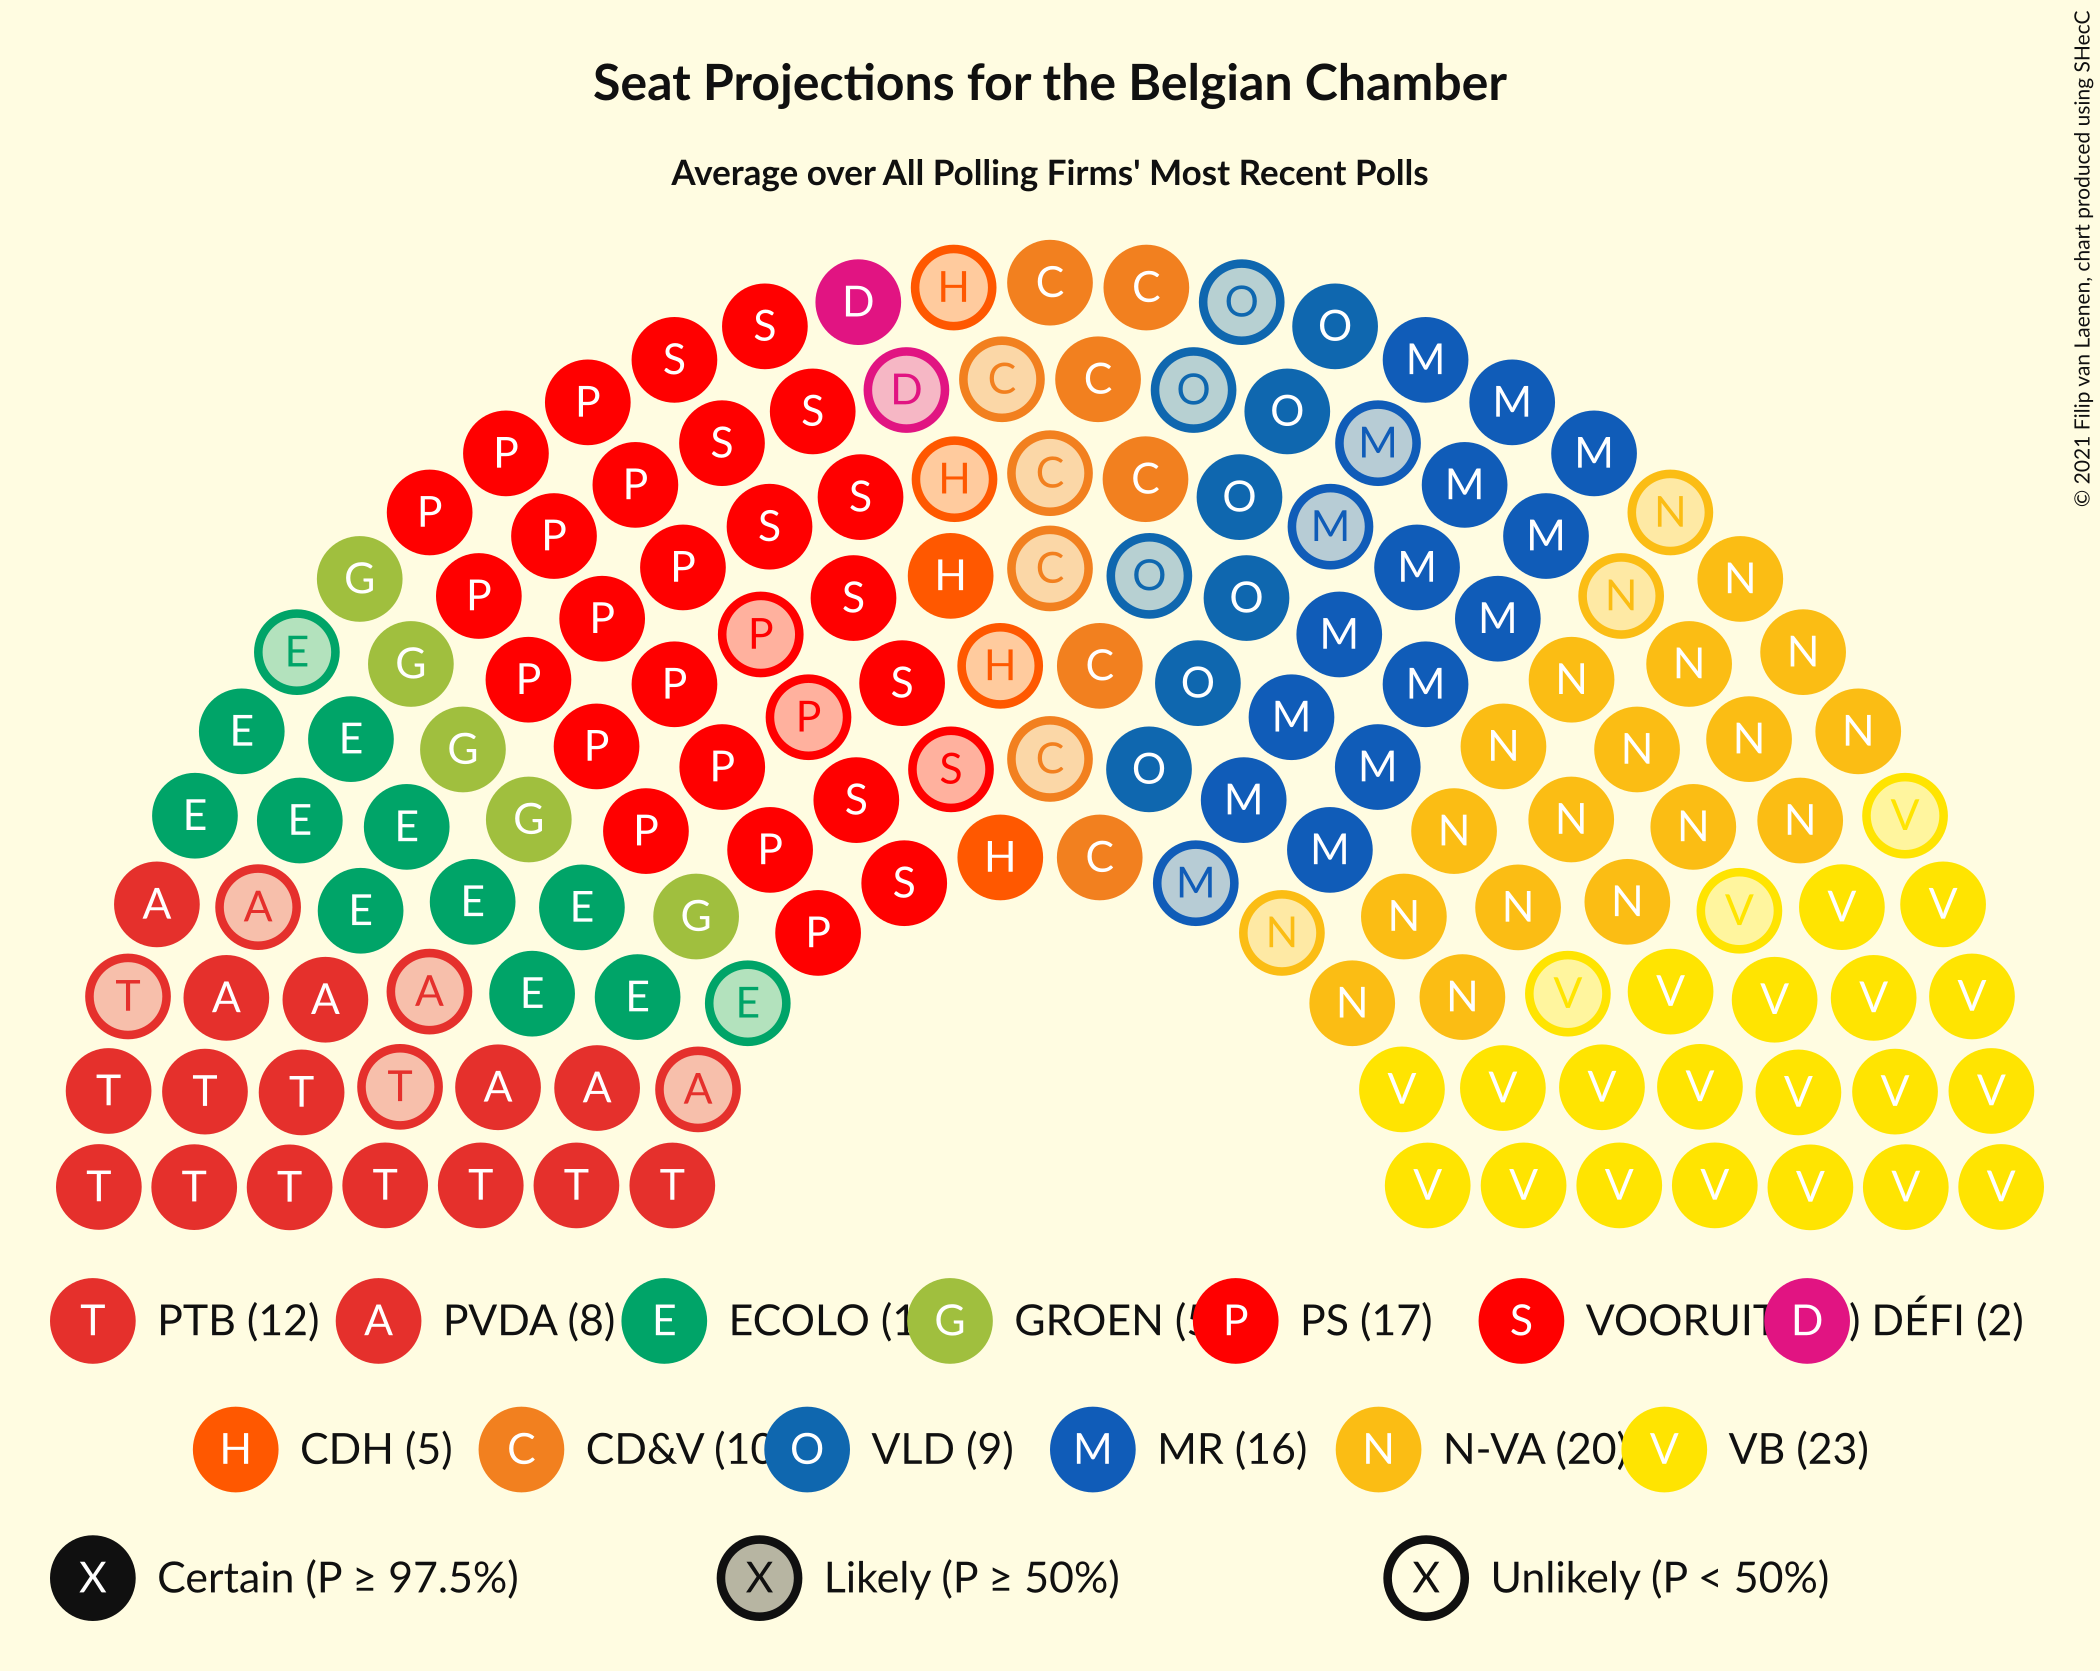 Seat Projections for the Belgian Chamber
Average over All Polling Firms' Most Recent Polls
© 2021 Filip van Laenen, chart produced using SHecC
D H C C O
S O
S M
P S D C C O O M
P S M M
P P S H C C O M N
P S M M
G P P S H C O O M N N
P P M M
E G P P S H C O M N N N
E E G P P P S C O M M N N N N
E E E G P P S H C M M N N N N V
A A E E E G P S M N N N N V V V
T A A A E E E N N V V V V V
T T T T A A A V V V V V V V
T T T T T T T V V V V V V V
T PTB (12) A PVDA (8) E ECOLO (1 G GROEN ( P PS (17) S VOORUIT D ) DÉFI (2)
H CDH (5) C CD&V (10 O VLD (9) M MR (16) N N-VA (20) V VB (23)
X Certain (P ≥ 97.5%) X Likely (P ≥ 50%) X Unlikely (P < 50%)